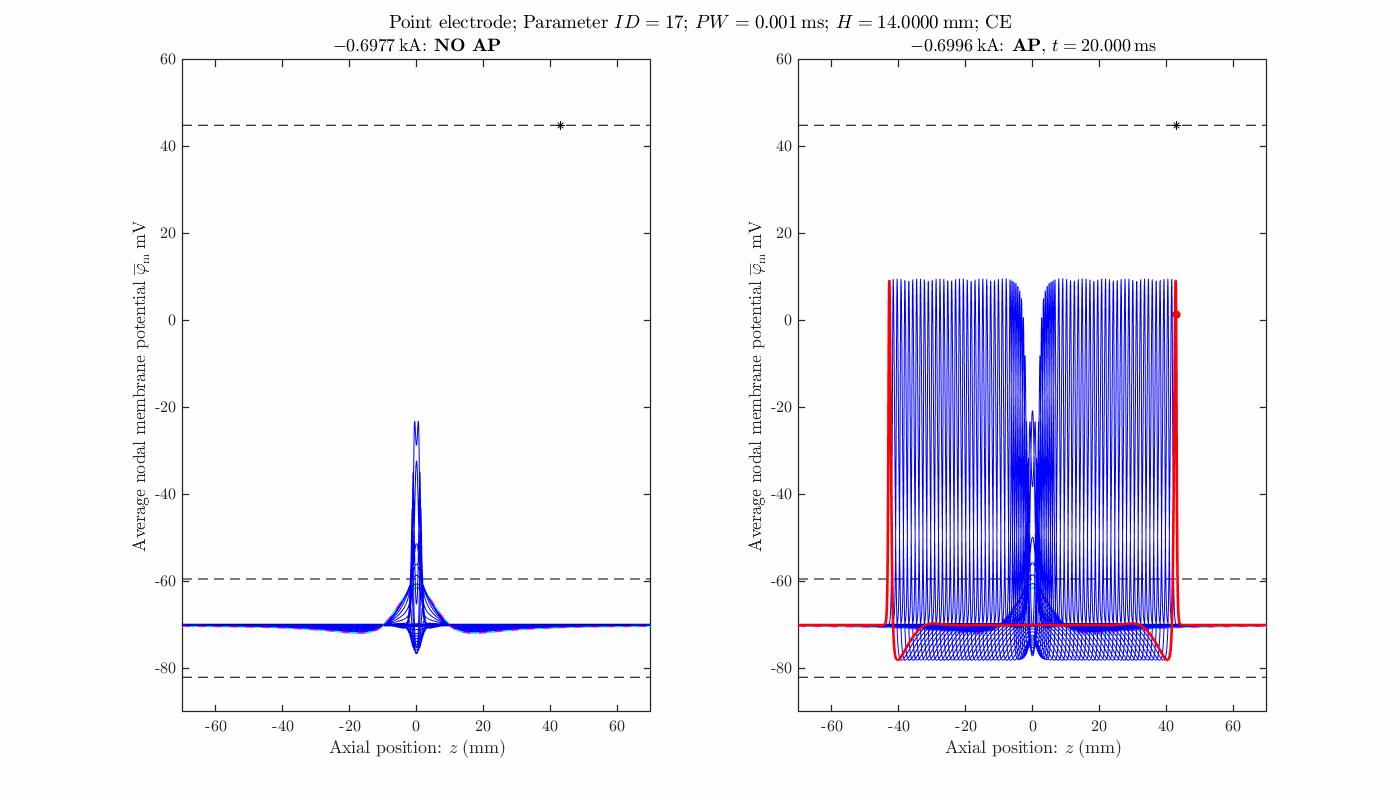 Point electrode; Parameter ID = 17; PW = 0.001 ms; H = 14.0000 mm; CE
−0.6977 kA: NO AP
60
40
20
0
-20
-40
-60
-80
-60 -40 -20 0 20 40 60
Axial position: z (mm)
Average nodal membrane potential φ̅ₘ mV
−0.6996 kA: AP, t = 20.000 ms
60
40
20
0
-20
-40
-60
-80
-60 -40 -20 0 20 40 60
Axial position: z (mm)
Average nodal membrane potential φ̅ₘ mV